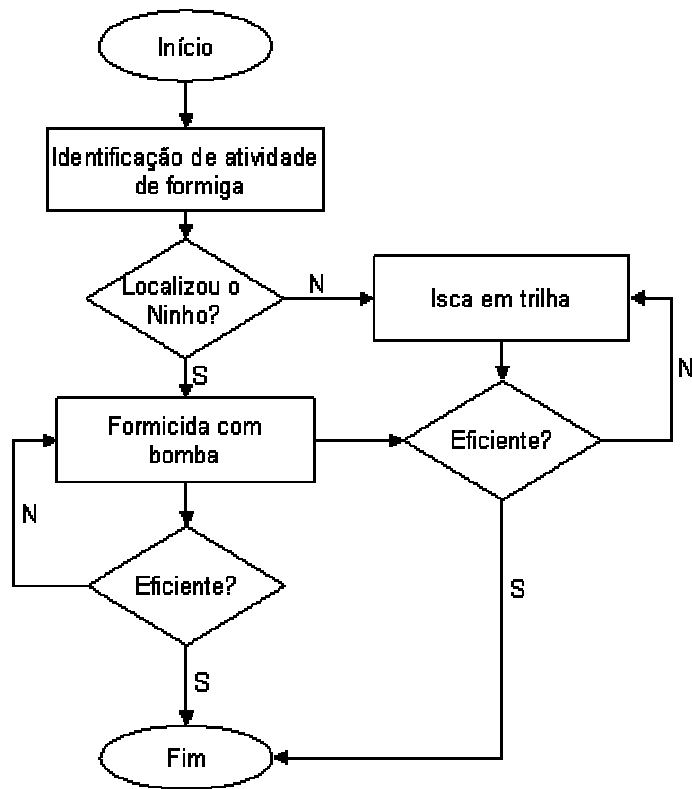 Início
Identificação de atividade
de formiga
Localizou o
Ninho?
N
Isca em trilha
S
N
Formicida com
bomba
Eficiente?
N
Eficiente?
S
S
Fim